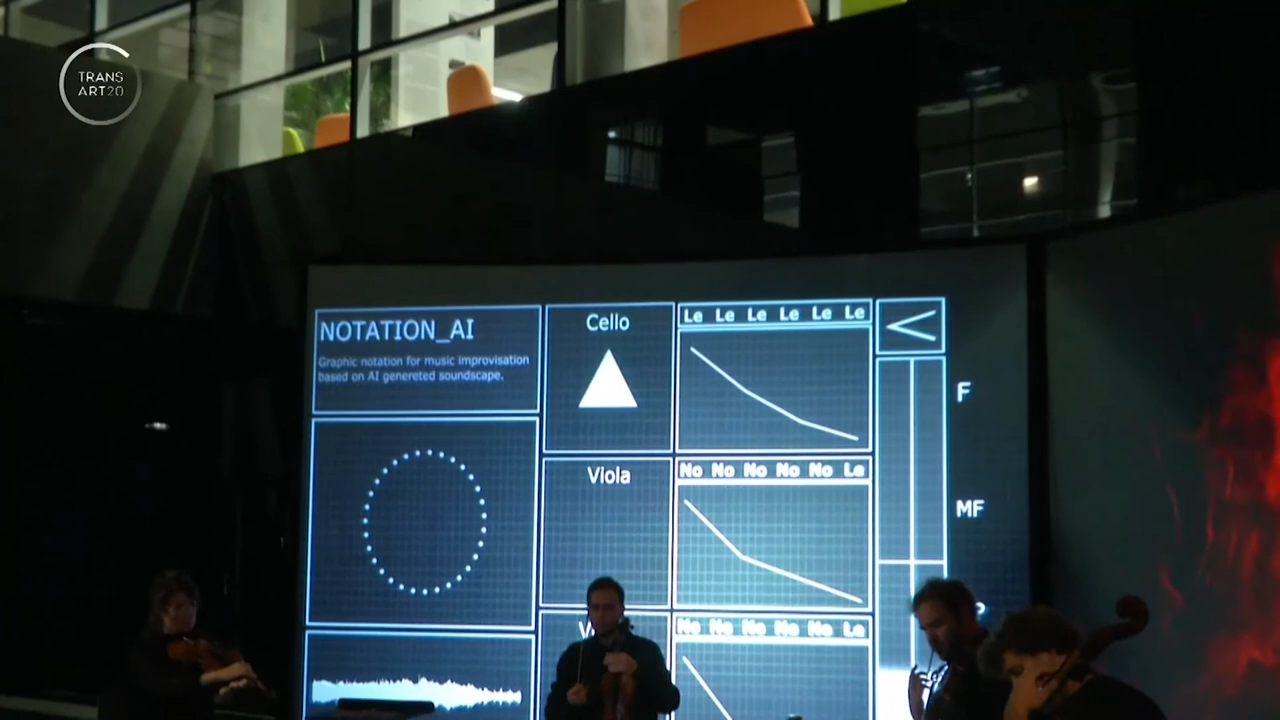 TRANS
ART20
NOTATION_AI
Graphic notation for music improvisation
based on AI genereted soundscape.
Cello
Le Le Le Le Le Le
F
Viola
No No No No No Le
MF
No No No No No Le